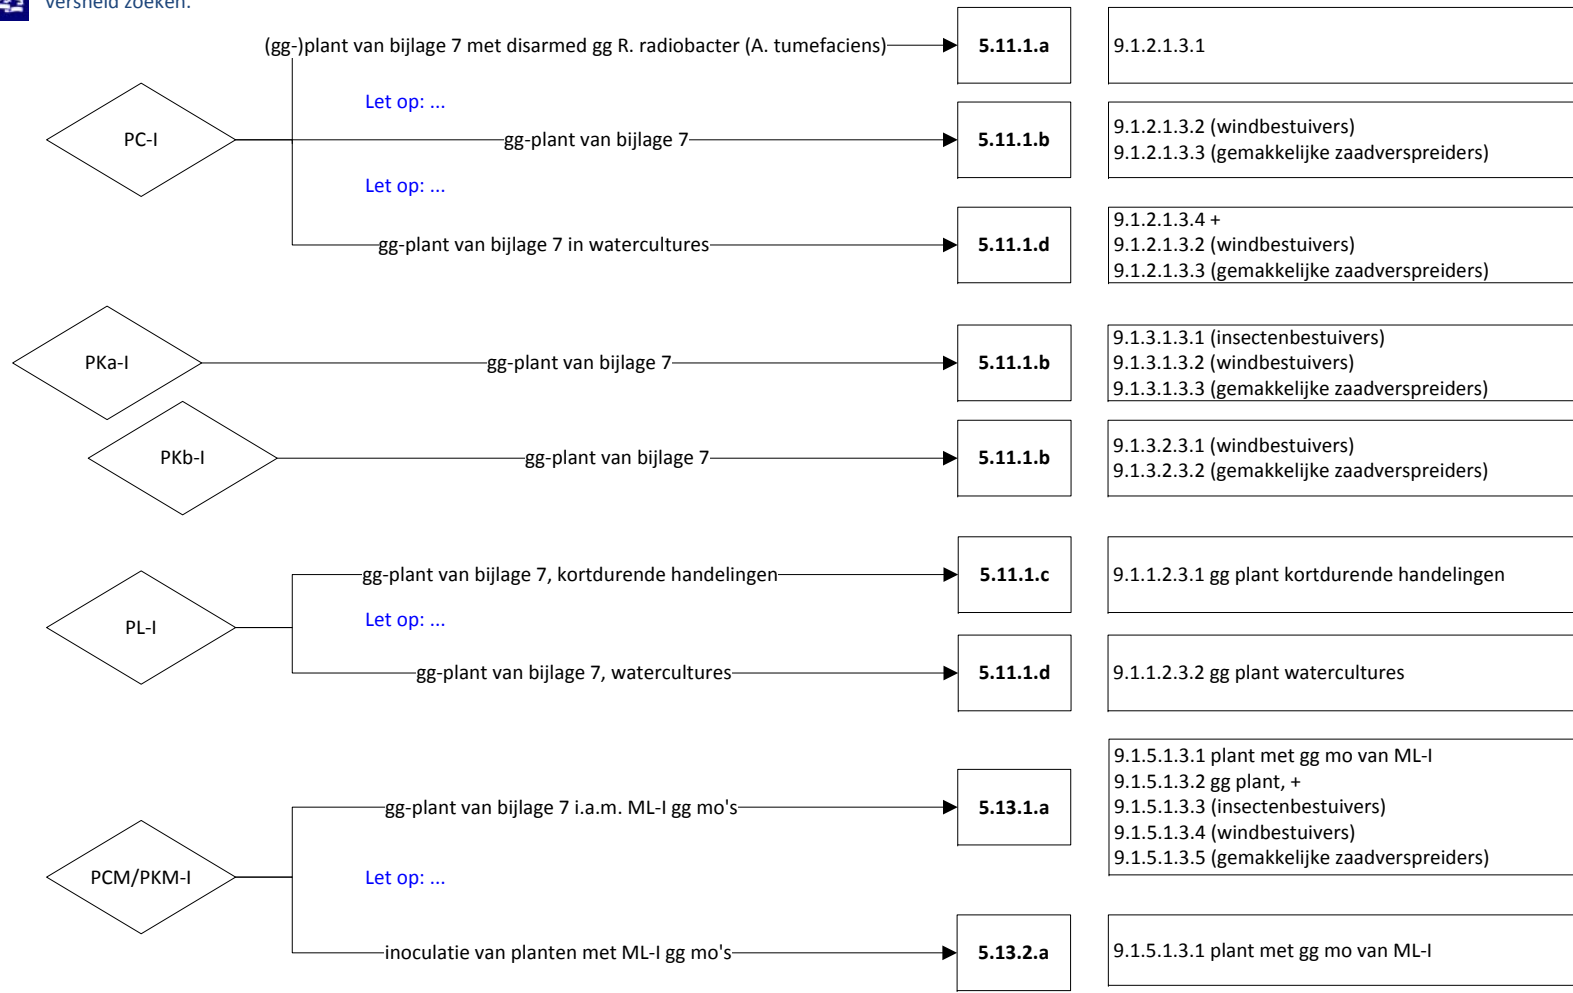 versneld zoeken.
(gg-)plant van bijlage 7 met disarmed gg R. radiobacter (A. tumefaciens)
5.11.1.a
9.1.2.1.3.1
Let op: ...
PC-I
gg-plant van bijlage 7
5.11.1.b
9.1.2.1.3.2 (windbestuivers)
9.1.2.1.3.3 (gemakkelijke zaadverspreiders)
Let op: ...
gg-plant van bijlage 7 in watercultures
5.11.1.d
9.1.2.1.3.4 +
9.1.2.1.3.2 (windbestuivers)
9.1.2.1.3.3 (gemakkelijke zaadverspreiders)
PKa-I
gg-plant van bijlage 7
5.11.1.b
9.1.3.1.3.1 (insectenbestuivers)
9.1.3.1.3.2 (windbestuivers)
9.1.3.1.3.3 (gemakkelijke zaadverspreiders)
PKb-I
gg-plant van bijlage 7
5.11.1.b
9.1.3.2.3.1 (windbestuivers)
9.1.3.2.3.2 (gemakkelijke zaadverspreiders)
PL-I
gg-plant van bijlage 7, kortdurende handelingen
5.11.1.c
9.1.1.2.3.1 gg plant kortdurende handelingen
Let op: ...
gg-plant van bijlage 7, watercultures
5.11.1.d
9.1.1.2.3.2 gg plant watercultures
PCM/PKM-I
gg-plant van bijlage 7 i.a.m. ML-I gg mo's
5.13.1.a
9.1.5.1.3.1 plant met gg mo van ML-I
9.1.5.1.3.2 gg plant, +
9.1.5.1.3.3 (insectenbestuivers)
9.1.5.1.3.4 (windbestuivers)
9.1.5.1.3.5 (gemakkelijke zaadverspreiders)
Let op: ...
inoculatie van planten met ML-I gg mo's
5.13.2.a
9.1.5.1.3.1 plant met gg mo van ML-I